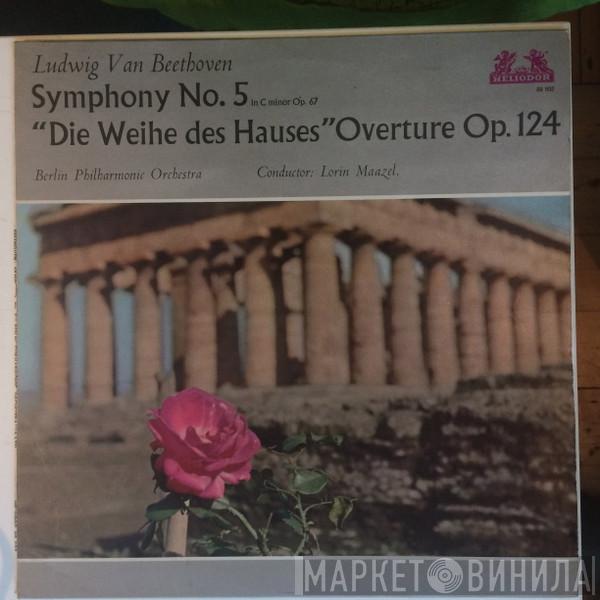 Ludwig Van Beethoven
HELIODOR
Symphony No. 5 in C minor Op. 67
"Die Weihe des Hauses" Overture Op. 124
Berlin Philharmonic Orchestra Conductor: Lorin Maazel.
МАРКЕТ ВИНИЛА